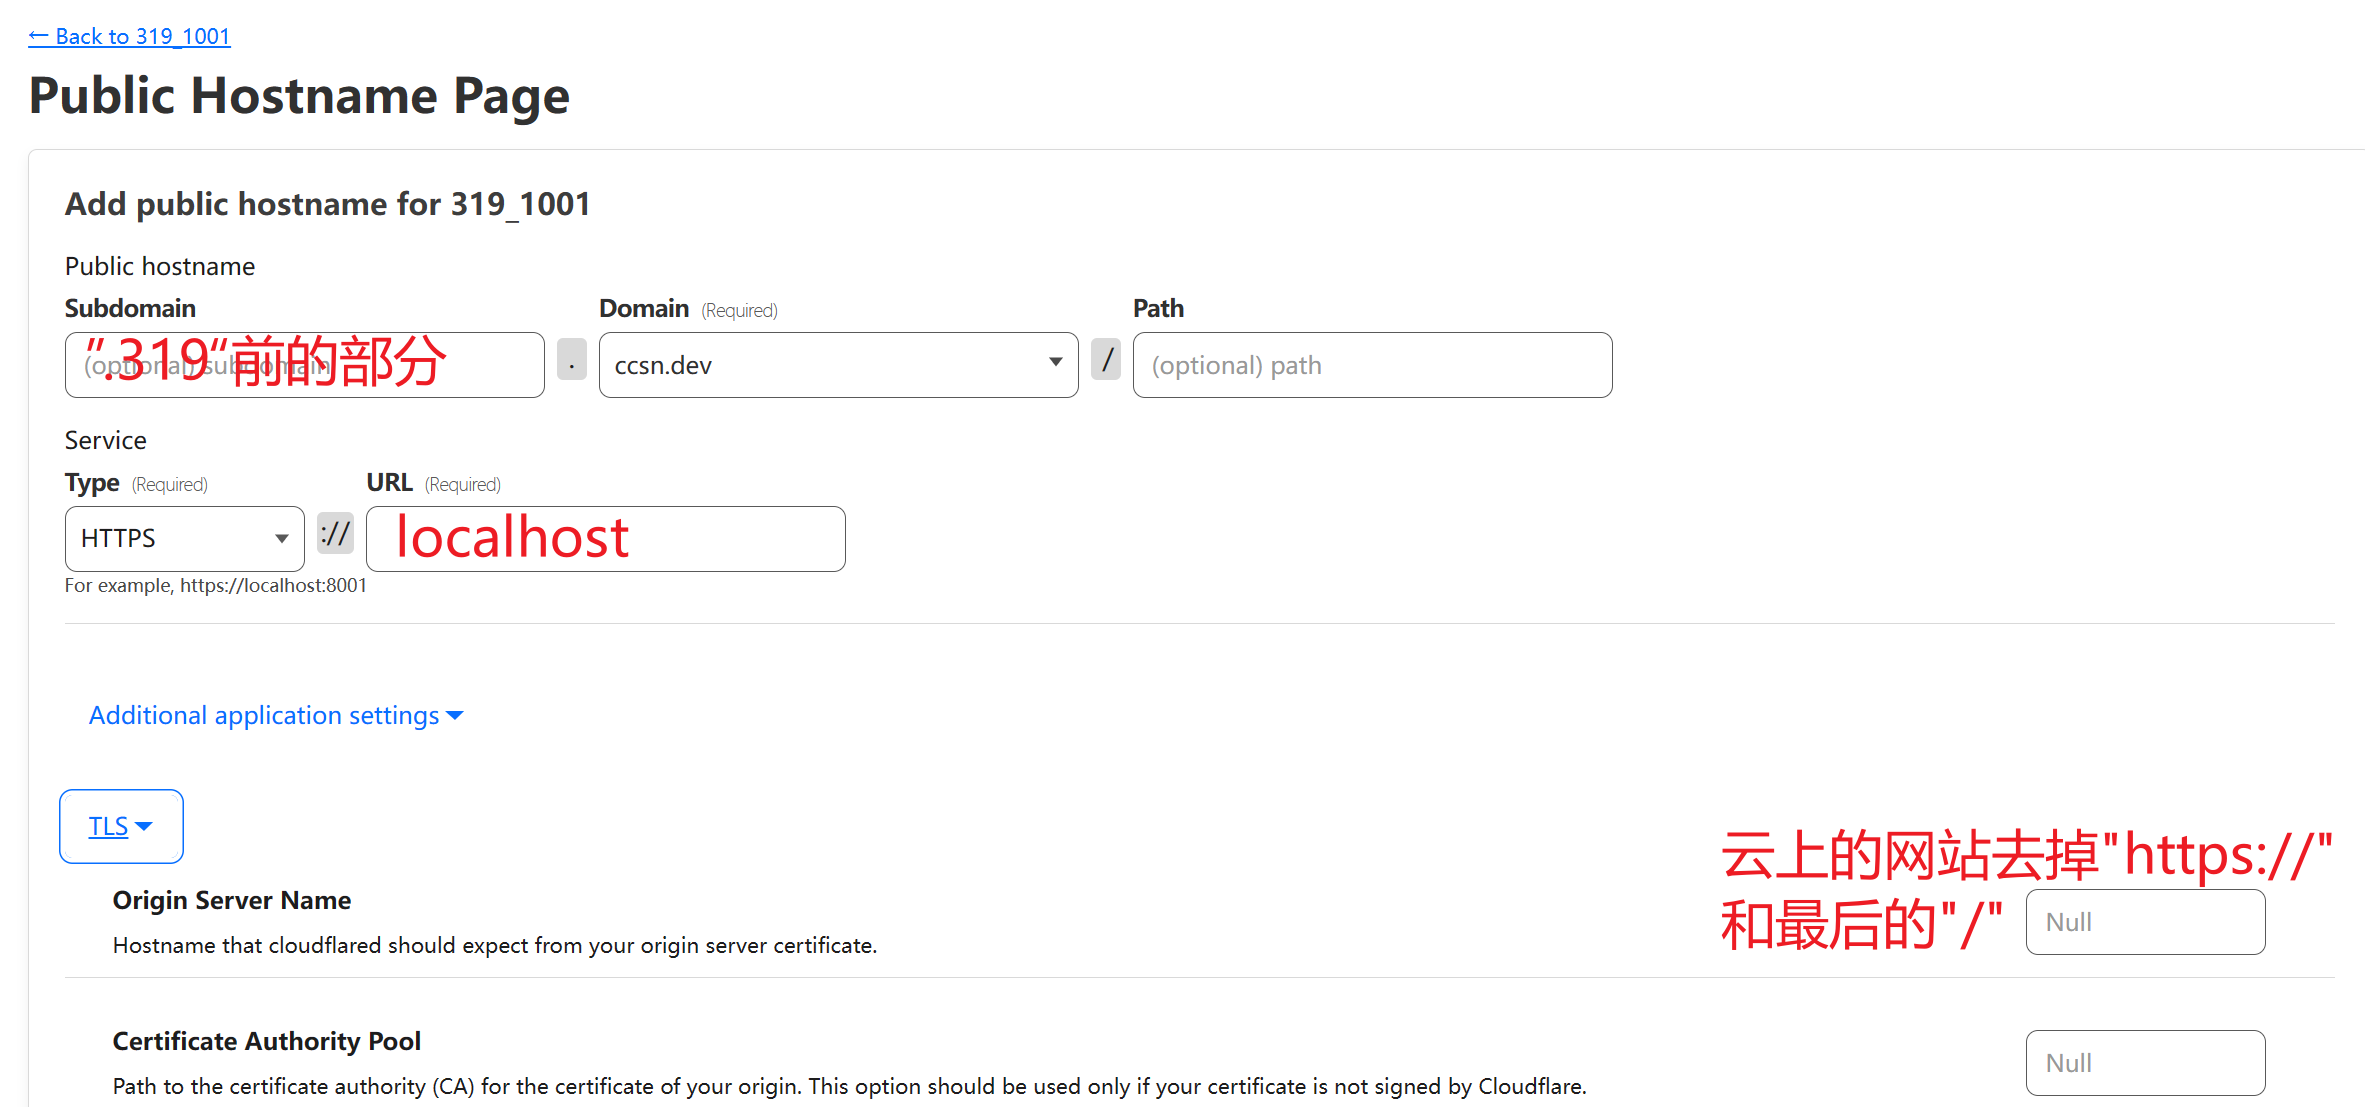 ← Back to 319_1001
Public Hostname Page
Add public hostname for 319_1001
Public hostname
Subdomain
Domain (Required)
Path
(optional) subdomain
".319“前的部分
.
ccsn.dev
/
(optional) path
Service
Type (Required)
URL (Required)
HTTPS
://
localhost
For example, https://localhost:8001
Additional application settings
TLS
云上的网站去掉"https://"
和最后的"/"
Origin Server Name
Null
Hostname that cloudflared should expect from your origin server certificate.
Certificate Authority Pool
Null
Path to the certificate authority (CA) for the certificate of your origin. This option should be used only if your certificate is not signed by Cloudflare.